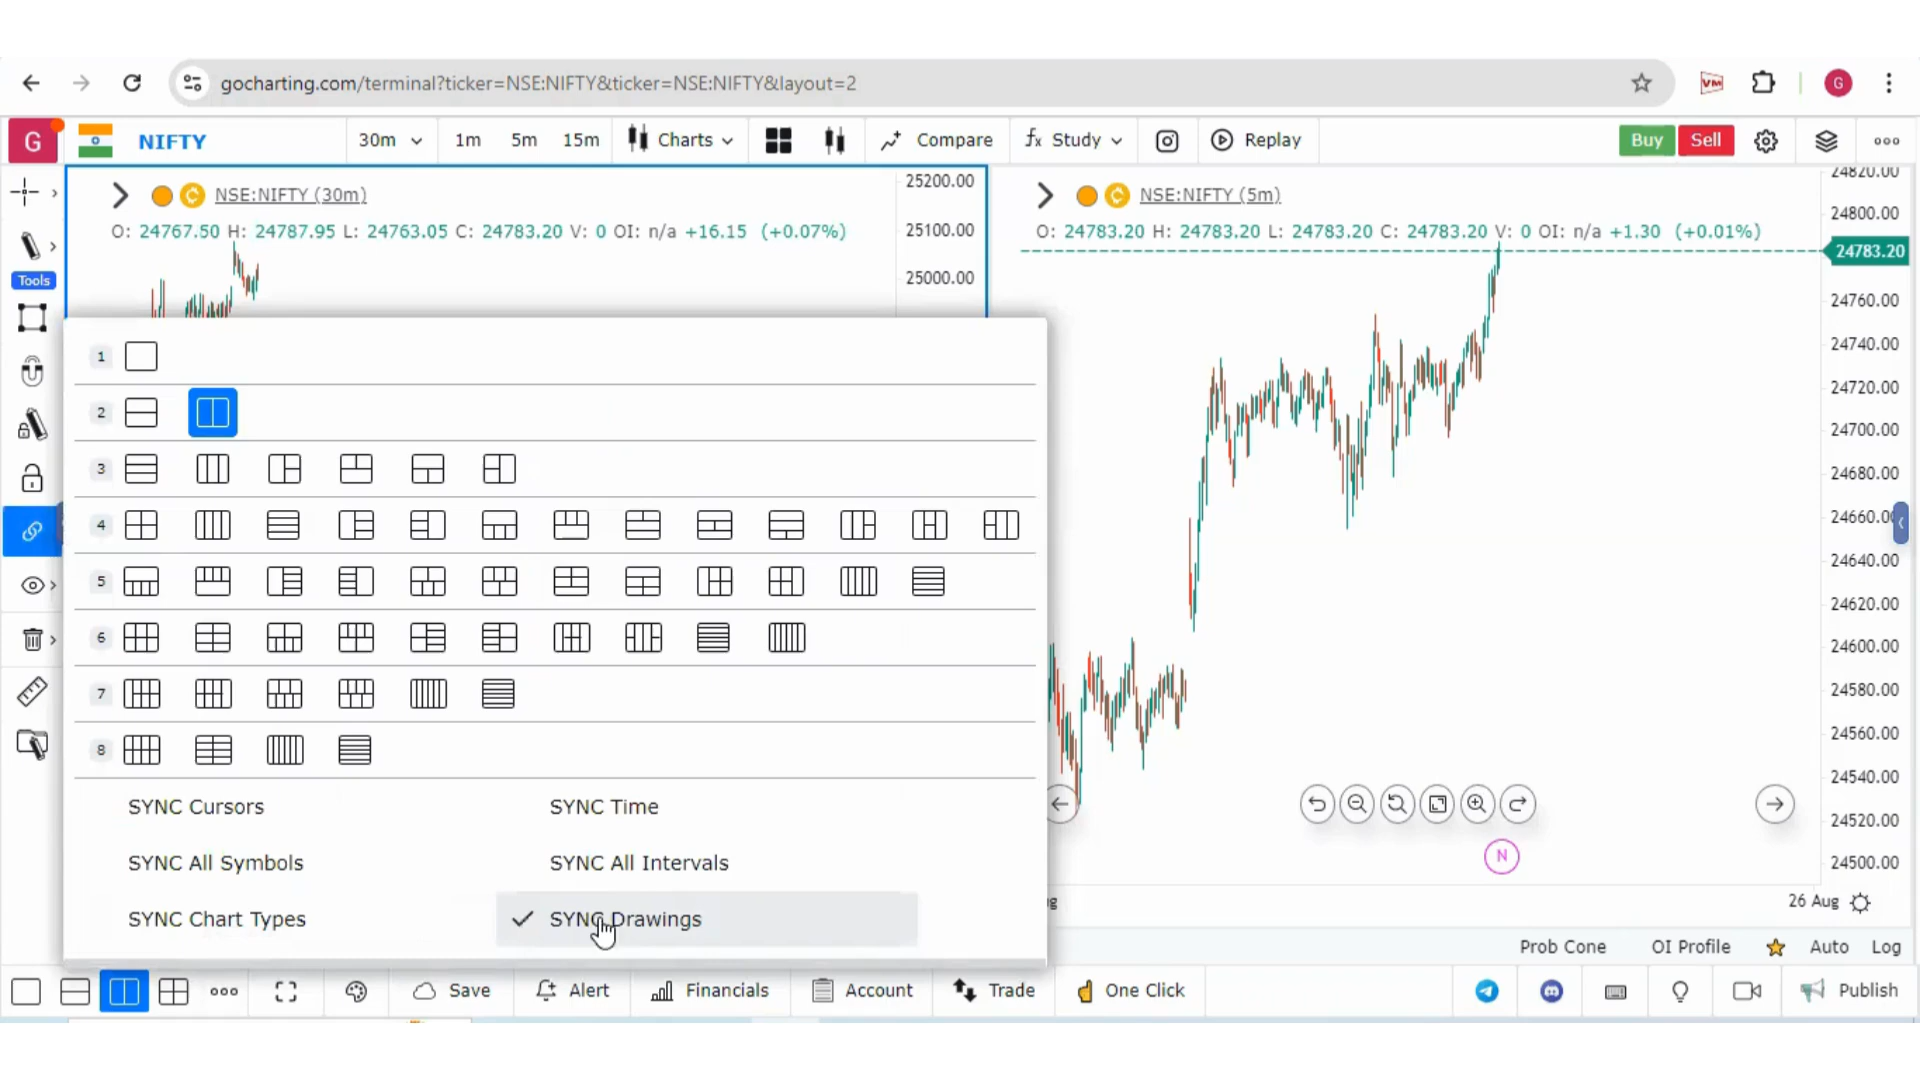 gocharting.com/terminal?ticker=NSE:NIFTY&ticker=NSE:NIFTY&layout=2
VM
G
G NIFTY 30m 1m 5m 15m Charts Compare fx Study Replay Buy Sell
NSE:NIFTY (30m)
O: 24767.50 H: 24787.95 L: 24763.05 C: 24783.20 V: 0 OI: n/a +16.15 (+0.07%)
25200.00
25100.00
25000.00
NSE:NIFTY (5m)
O: 24783.20 H: 24783.20 L: 24783.20 C: 24783.20 V: 0 OI: n/a +1.30 (+0.01%)
24820.00
24800.00
24783.20
24760.00
24740.00
24720.00
24700.00
24680.00
24660.00
24640.00
24620.00
24600.00
24580.00
24560.00
24540.00
24520.00
24500.00
Tools
1
2
3
4
5
6
7
8
SYNC Cursors SYNC Time
SYNC All Symbols SYNC All Intervals
SYNC Chart Types SYNC Drawings
N
26 Aug
Prob Cone OI Profile Auto Log
Save Alert Financials Account Trade One Click Publish